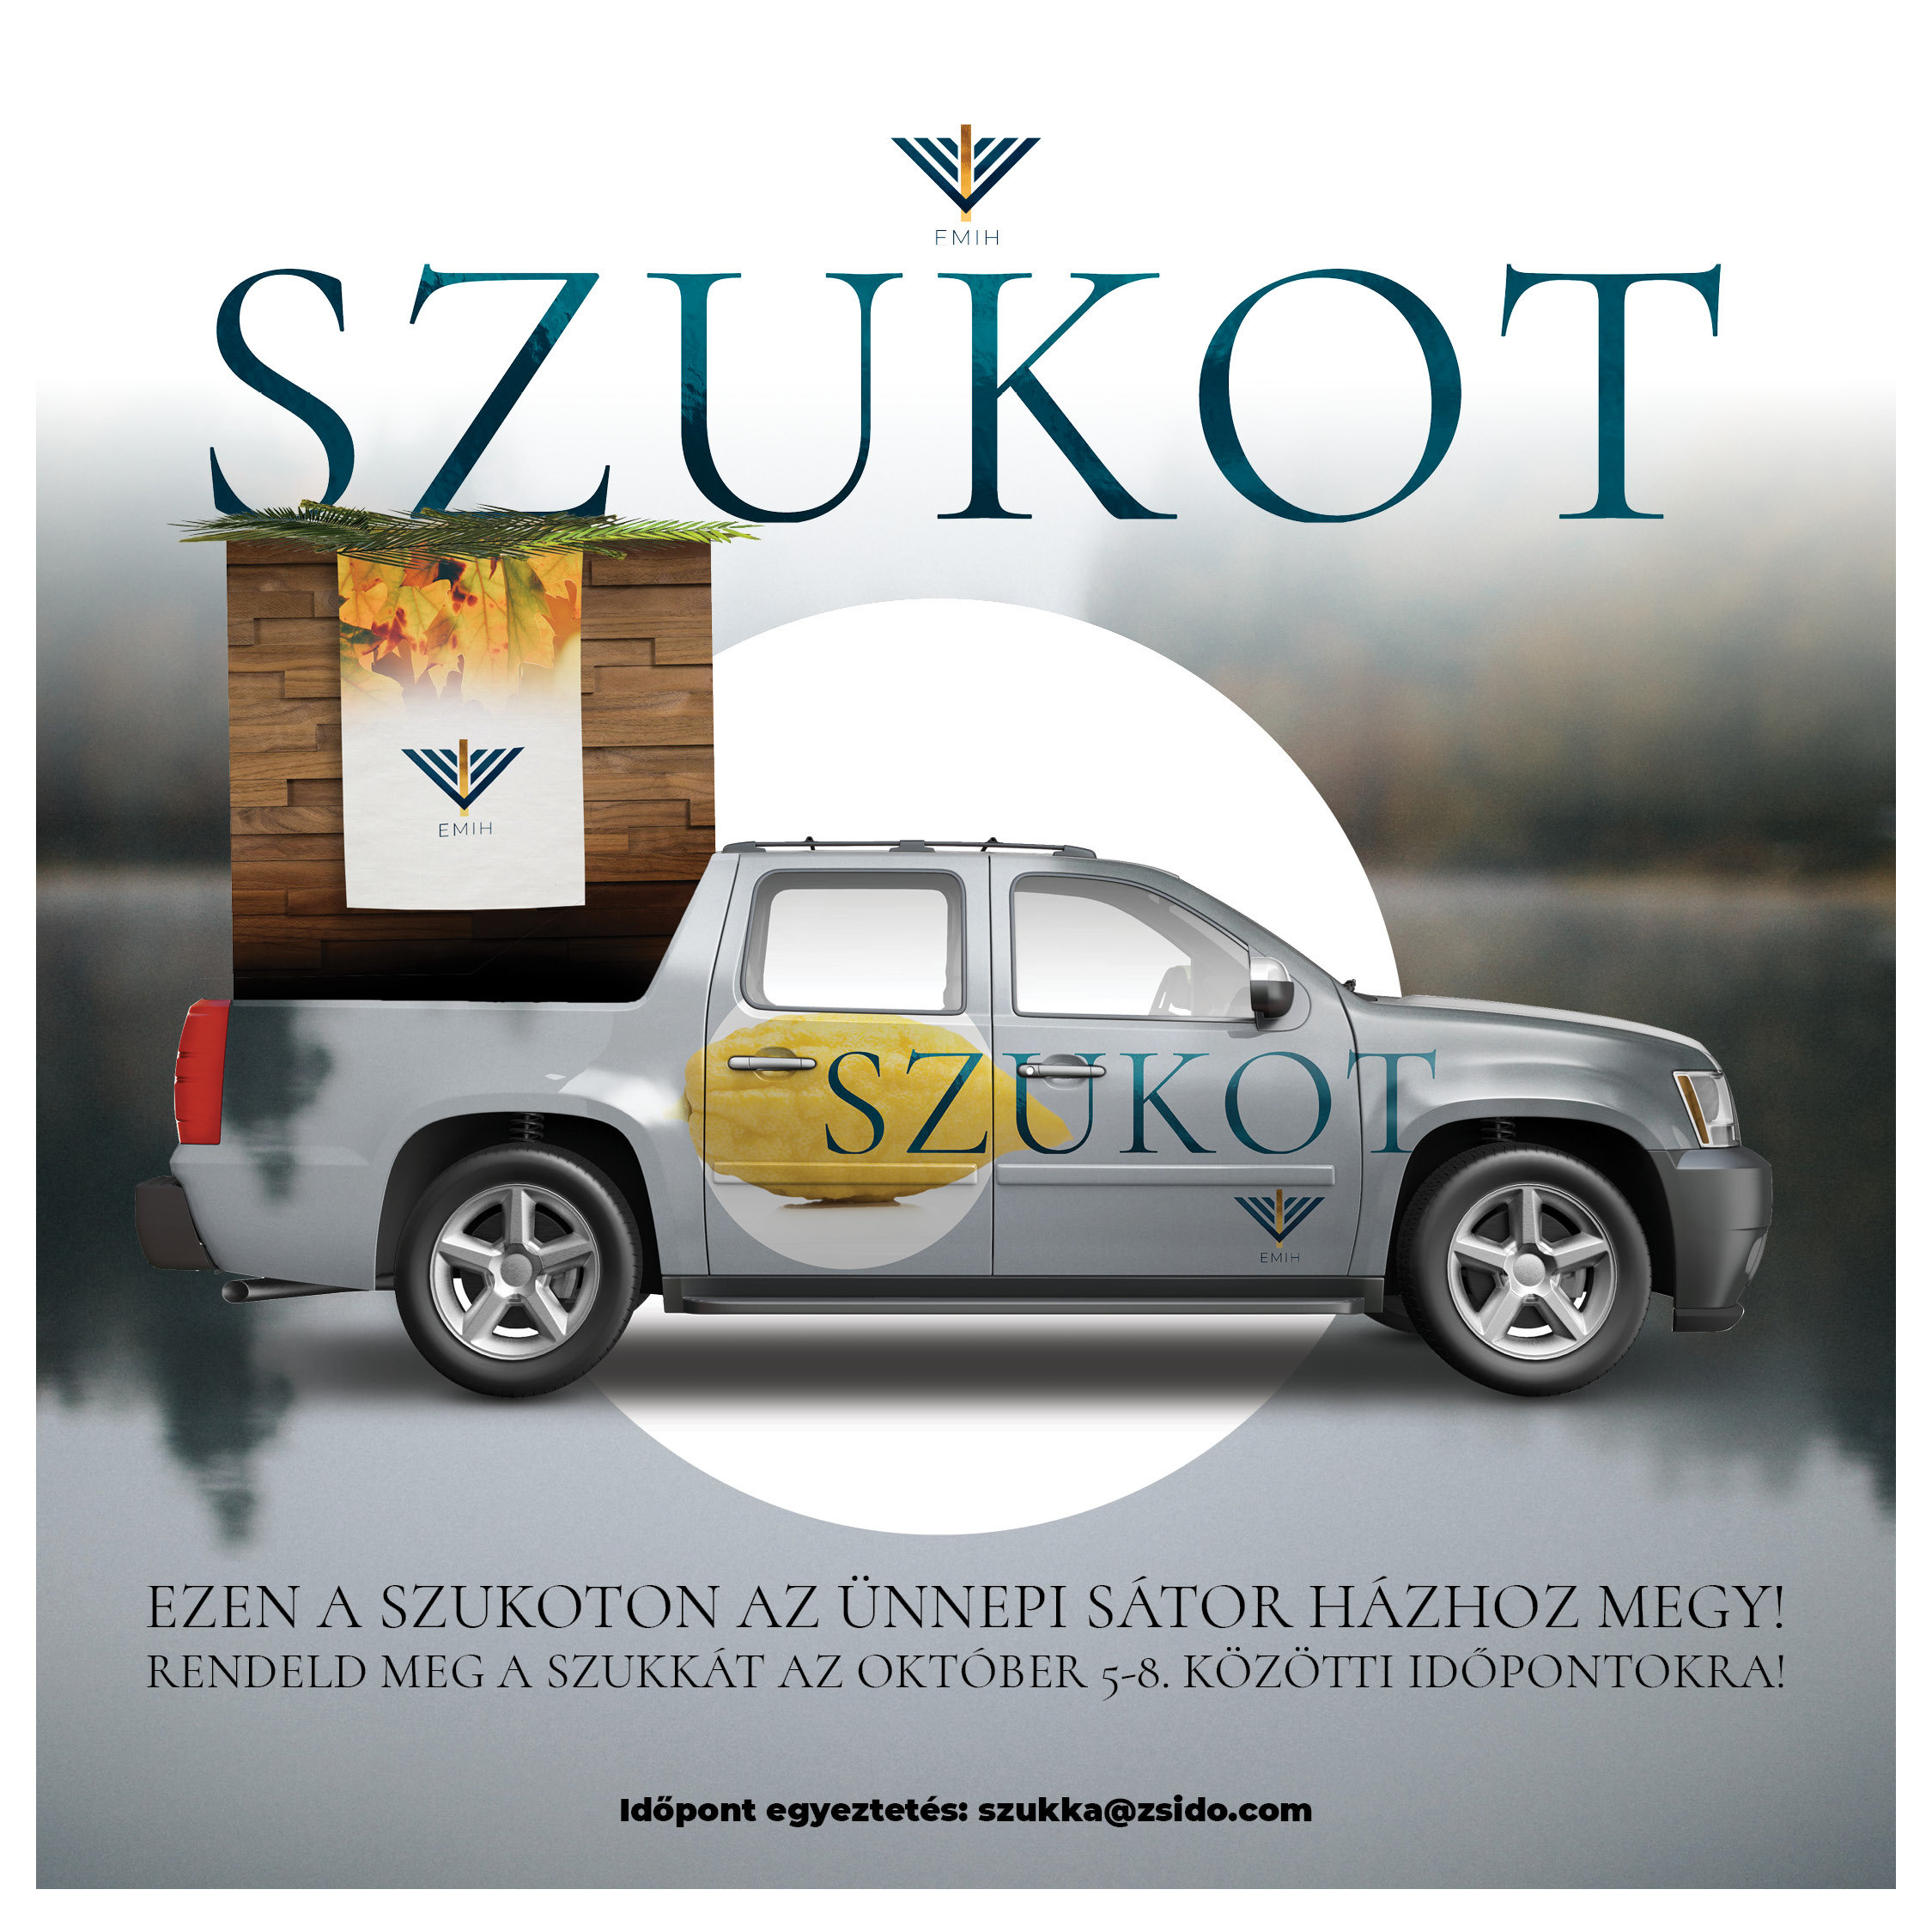 EMIH
SZUKOT
EMIH
SZUKOT
EMIH
EZEN A SZUKOTON AZ ÜNNEPI SÁTOR HÁZHOZ MEGY!
RENDELD MEG A SZUKKÁT AZ OKTÓBER 5-8. KÖZÖTTI IDŐPONTOKRA!
Időpont egyeztetés: szukka@zsido.com